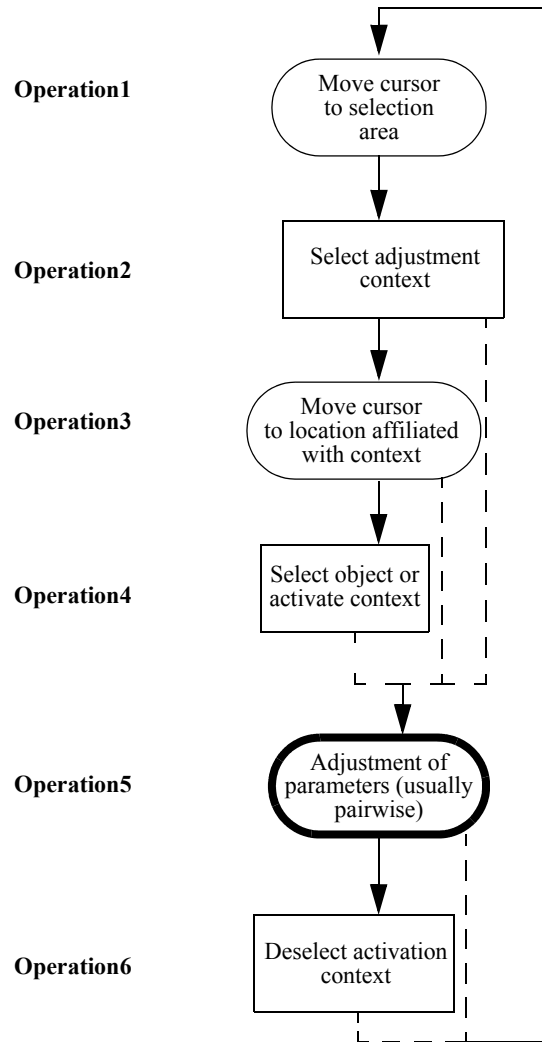 Operation1
Move cursor
to selection
area
Operation2
Select adjustment
context
Operation3
Move cursor
to location affiliated
with context
Operation4
Select object or
activate context
Operation5
Adjustment of
parameters (usually
pairwise)
Operation6
Deselect activation
context